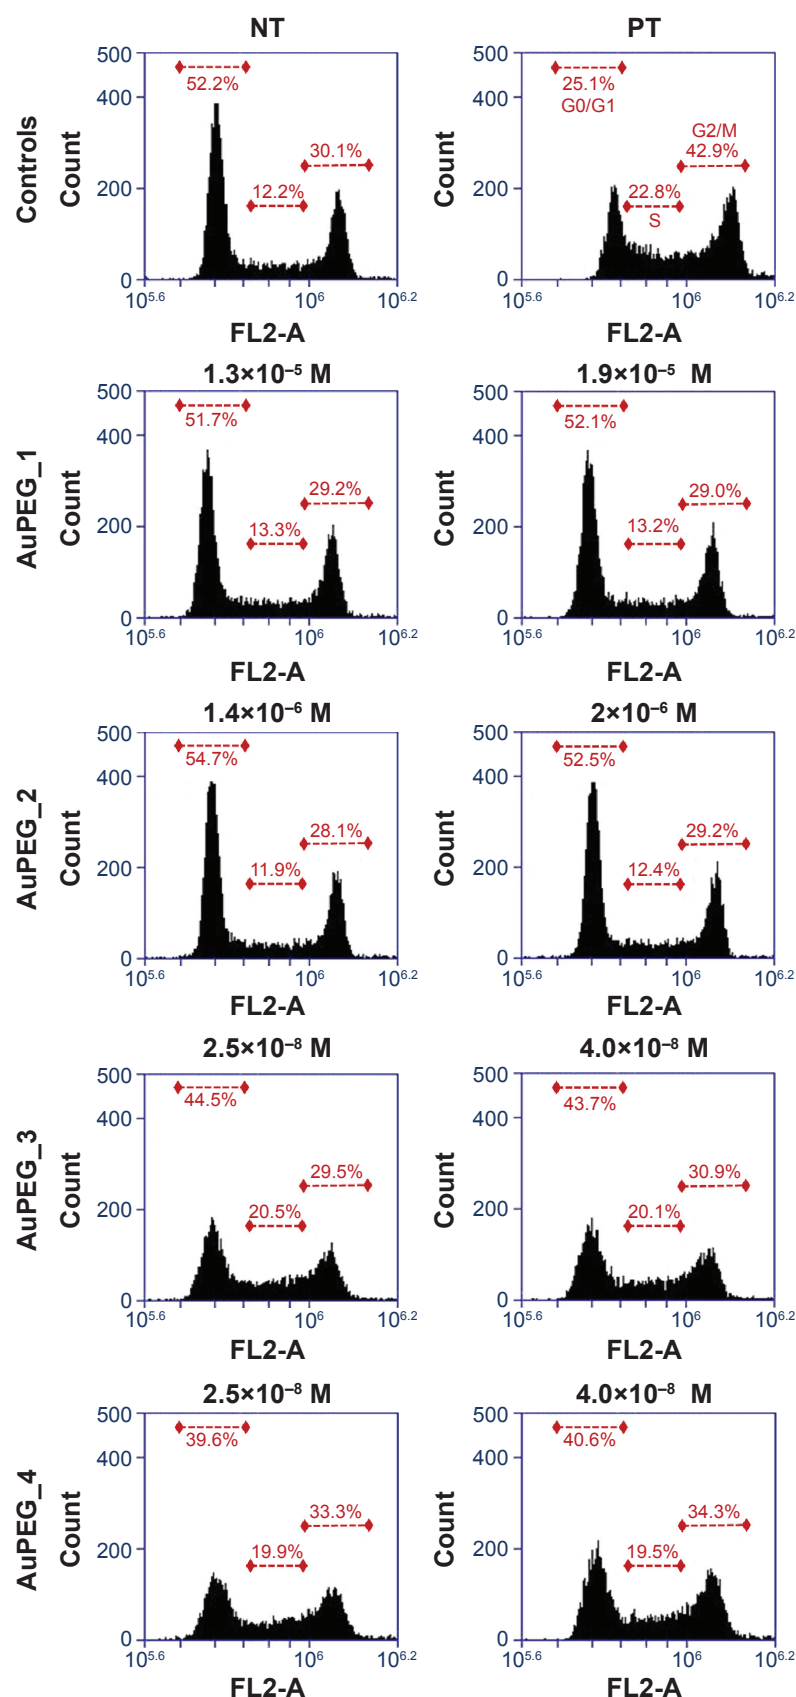 NT
PT
Controls
Count
500
400
200
0
52.2%
12.2%
30.1%
10^5.6
10^6
10^6.2
FL2-A
Count
500
400
200
0
25.1%
G0/G1
22.8%
S
G2/M
42.9%
10^5.6
10^6
10^6.2
FL2-A
AuPEG_1
1.3×10^–5 M
Count
500
400
200
0
51.7%
13.3%
29.2%
10^5.6
10^6
10^6.2
FL2-A
1.9×10^–5 M
Count
500
400
200
0
52.1%
13.2%
29.0%
10^5.6
10^6
10^6.2
FL2-A
AuPEG_2
1.4×10^–6 M
Count
500
400
200
0
54.7%
11.9%
28.1%
10^5.6
10^6
10^6.2
FL2-A
2×10^–6 M
Count
500
400
200
0
52.5%
12.4%
29.2%
10^5.6
10^6
10^6.2
FL2-A
AuPEG_3
2.5×10^–8 M
Count
500
400
200
0
44.5%
20.5%
29.5%
10^5.6
10^6
10^6.2
FL2-A
4.0×10^–8 M
Count
500
400
200
0
43.7%
20.1%
30.9%
10^5.6
10^6
10^6.2
FL2-A
AuPEG_4
2.5×10^–8 M
Count
500
400
200
0
39.6%
19.9%
33.3%
10^5.6
10^6
10^6.2
FL2-A
4.0×10^–8 M
Count
500
400
200
0
40.6%
19.5%
34.3%
10^5.6
10^6
10^6.2
FL2-A